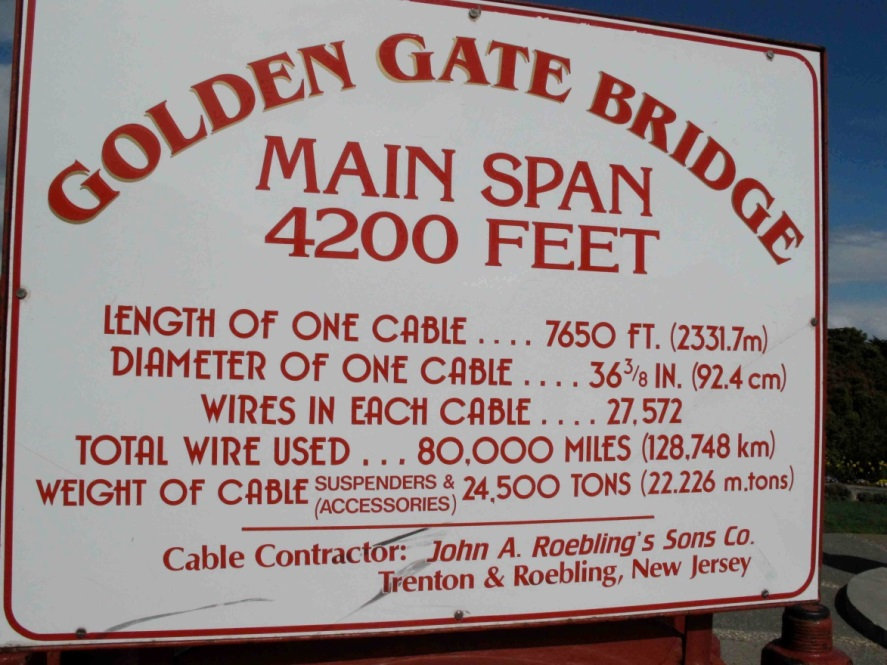 GOLDEN GATE BRIDGE
MAIN SPAN
4200 FEET
LENGTH OF ONE CABLE .... 7650 FT. (2331.7m)
DIAMETER OF ONE CABLE .... 36 3/8 IN. (92.4 cm)
WIRES IN EACH CABLE .... 27,572
TOTAL WIRE USED ... 80,000 MILES (128,748 km)
WEIGHT OF CABLE SUSPENDERS & (ACCESSORIES) 24,500 TONS (22.226 m.tons)
Cable Contractor: John A. Roebling's Sons Co.
Trenton & Roebling, New Jersey